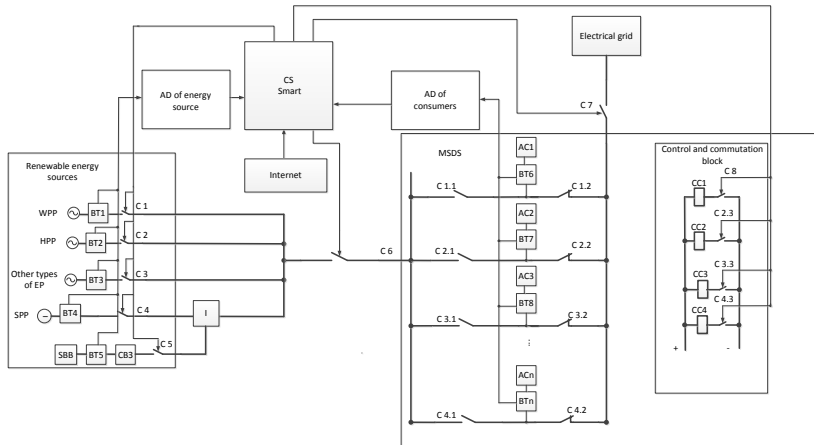 CS
Smart
Electrical grid
AD of energy
source
AD of
consumers
C 7
Internet
MSDS
Control and commutation
block
Renewable energy
sources
WPP
BT1
C 1
HPP
BT2
C 2
Other types
of EP
BT3
C 3
SPP
BT4
C 4
I
SBB
BT5
CB3
C 5
C 6
AC1
BT6
C 1.1
C 1.2
AC2
BT7
C 2.1
C 2.2
AC3
BT8
C 3.1
C 3.2
...
ACn
BTn
C 4.1
C 4.2
CC1
C 8
CC2
C 2.3
CC3
C 3.3
CC4
C 4.3
+
-